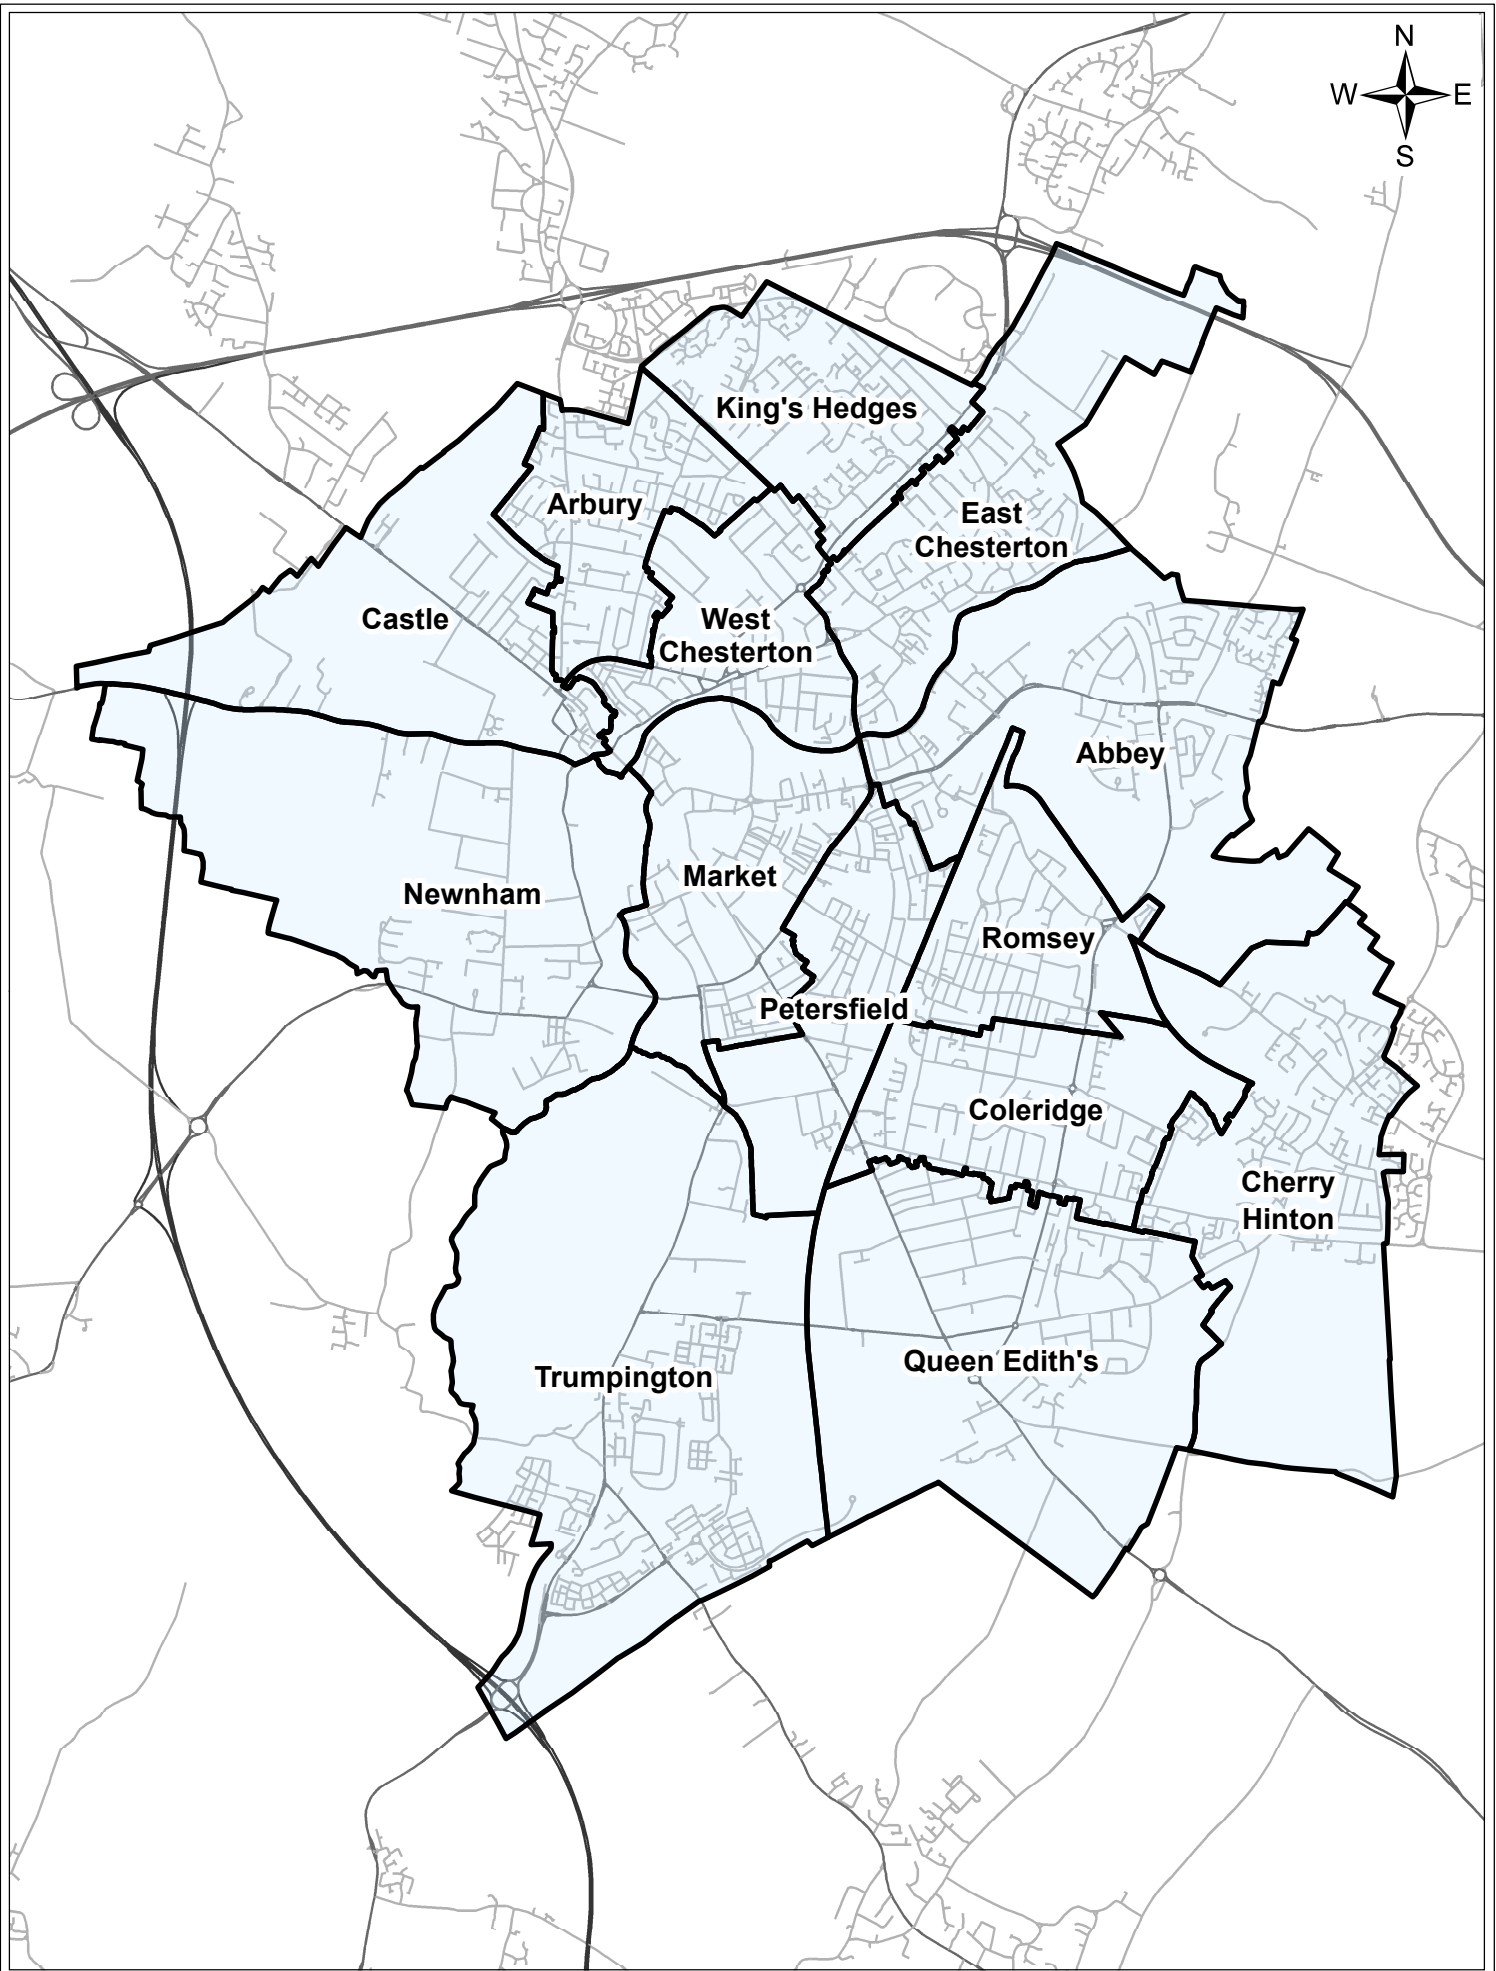 N
W E
S
King's Hedges
Arbury
East
Chesterton
Castle
West
Chesterton
Abbey
Market
Newnham
Romsey
Petersfield
Coleridge
Cherry
Hinton
Queen Edith's
Trumpington